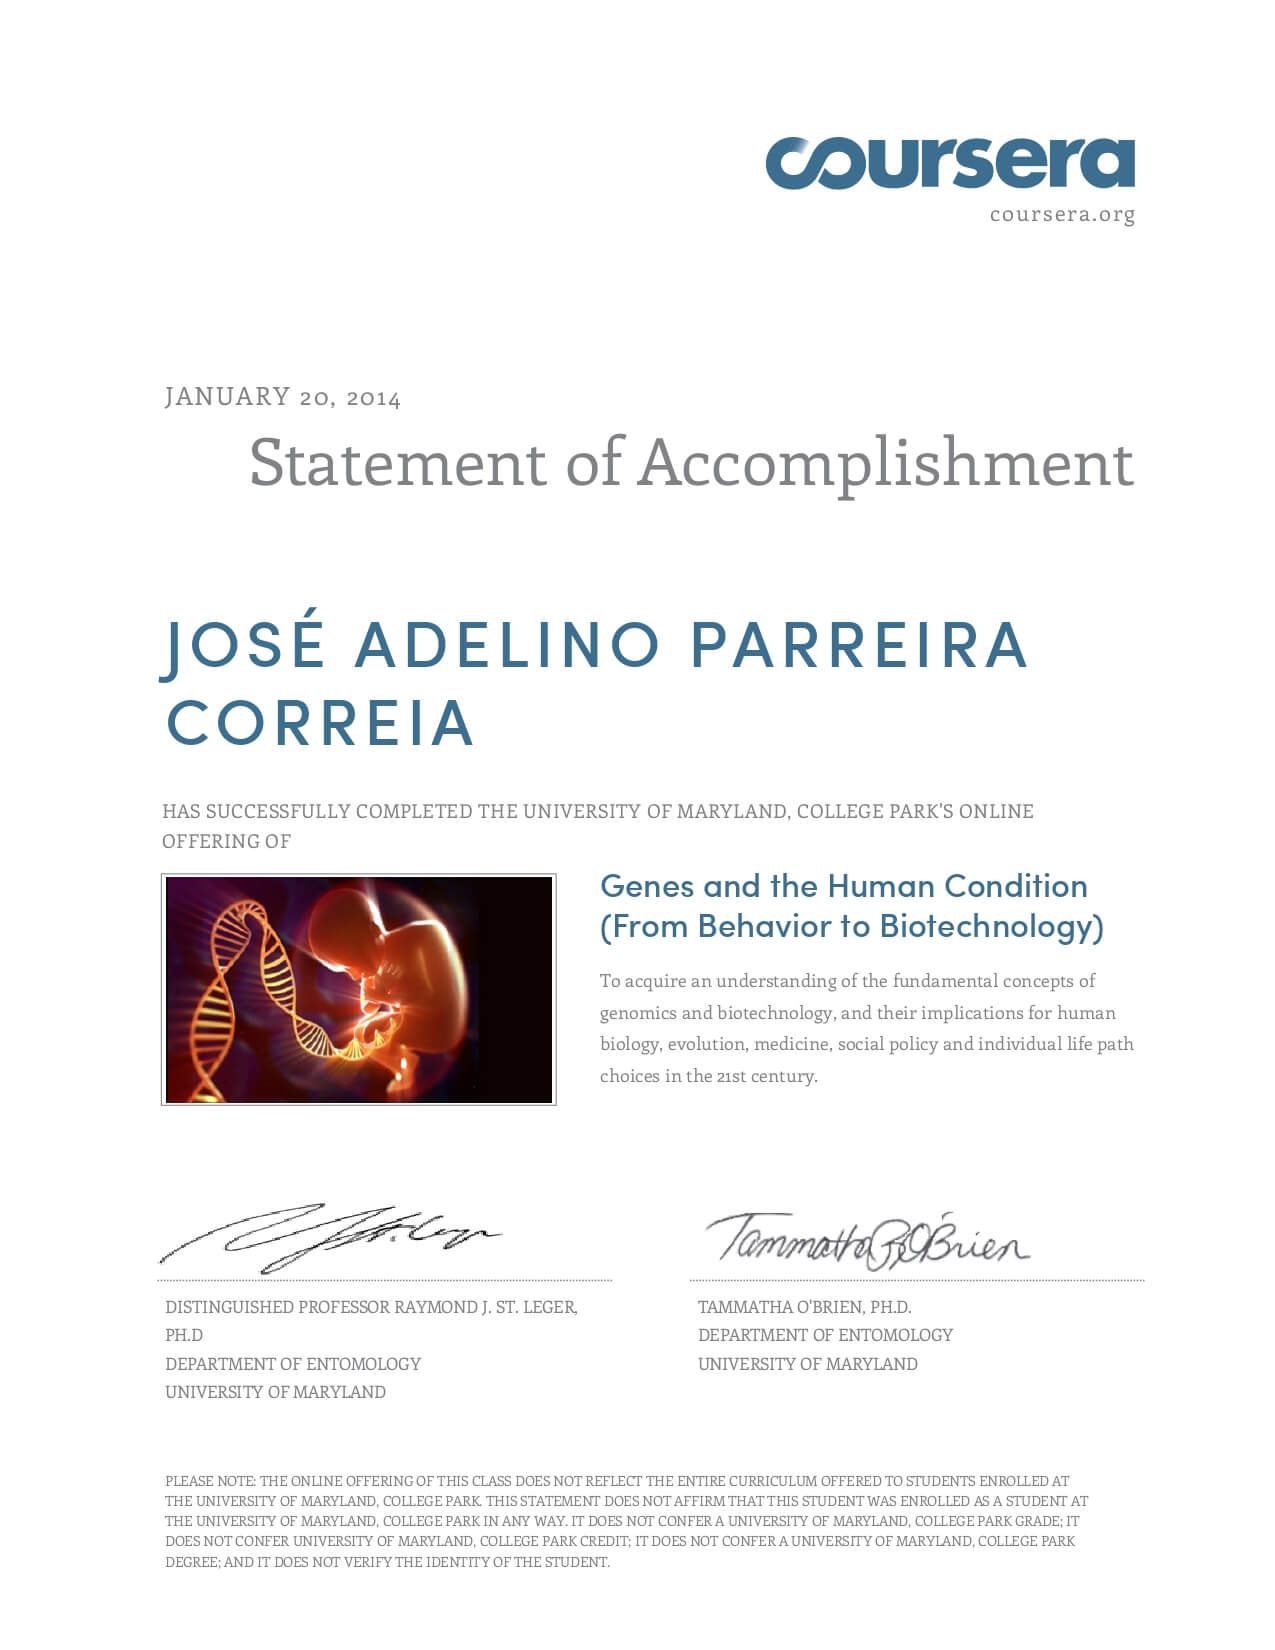 coursera
coursera.org
JANUARY 20, 2014
Statement of Accomplishment
JOSÉ ADELINO PARREIRA
CORREIA
HAS SUCCESSFULLY COMPLETED THE UNIVERSITY OF MARYLAND, COLLEGE PARK'S ONLINE
OFFERING OF
Genes and the Human Condition
(From Behavior to Biotechnology)
To acquire an understanding of the fundamental concepts of
genomics and biotechnology, and their implications for human
biology, evolution, medicine, social policy and individual life path
choices in the 21st century.
Tammatha O'Brien
DISTINGUISHED PROFESSOR RAYMOND J. ST. LEGER,
PH.D
DEPARTMENT OF ENTOMOLOGY
UNIVERSITY OF MARYLAND
TAMMATHA O'BRIEN, PH.D.
DEPARTMENT OF ENTOMOLOGY
UNIVERSITY OF MARYLAND
PLEASE NOTE: THE ONLINE OFFERING OF THIS CLASS DOES NOT REFLECT THE ENTIRE CURRICULUM OFFERED TO STUDENTS ENROLLED AT
THE UNIVERSITY OF MARYLAND, COLLEGE PARK. THIS STATEMENT DOES NOT AFFIRM THAT THIS STUDENT WAS ENROLLED AS A STUDENT AT
THE UNIVERSITY OF MARYLAND, COLLEGE PARK IN ANY WAY. IT DOES NOT CONFER A UNIVERSITY OF MARYLAND, COLLEGE PARK GRADE; IT
DOES NOT CONFER UNIVERSITY OF MARYLAND, COLLEGE PARK CREDIT; IT DOES NOT CONFER A UNIVERSITY OF MARYLAND, COLLEGE PARK
DEGREE; AND IT DOES NOT VERIFY THE IDENTITY OF THE STUDENT.